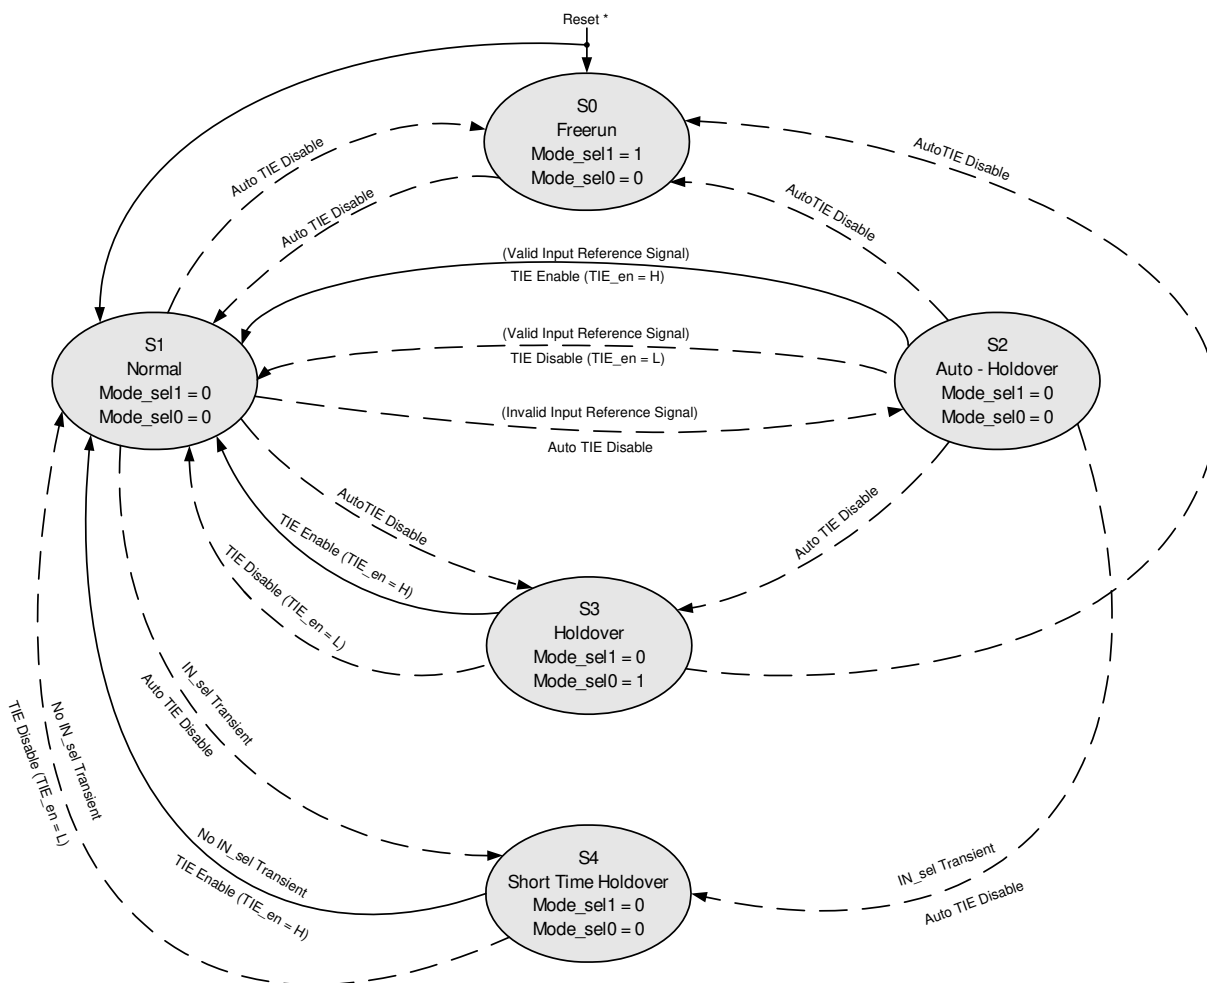 Reset *
S0
Freerun
Mode_sel1 = 1
Mode_sel0 = 0
Auto TIE Disable
Auto TIE Disable
AutoTIE Disable
AutoTIE Disable
(Valid Input Reference Signal)
TIE Enable (TIE_en = H)
S1
Normal
Mode_sel1 = 0
Mode_sel0 = 0
(Valid Input Reference Signal)
TIE Disable (TIE_en = L)
S2
Auto - Holdover
Mode_sel1 = 0
Mode_sel0 = 0
(Invalid Input Reference Signal)
Auto TIE Disable
AutoTIE Disable
TIE Enable (TIE_en = H)
TIE Disable (TIE_en = L)
Auto TIE Disable
S3
Holdover
Mode_sel1 = 0
Mode_sel0 = 1
IN_sel Transient
Auto TIE Disable
No IN_sel Transient
TIE Disable (TIE_en = L)
No IN_sel Transient
TIE Enable (TIE_en = H)
S4
Short Time Holdover
Mode_sel1 = 0
Mode_sel0 = 0
IN_sel Transient
Auto TIE Disable